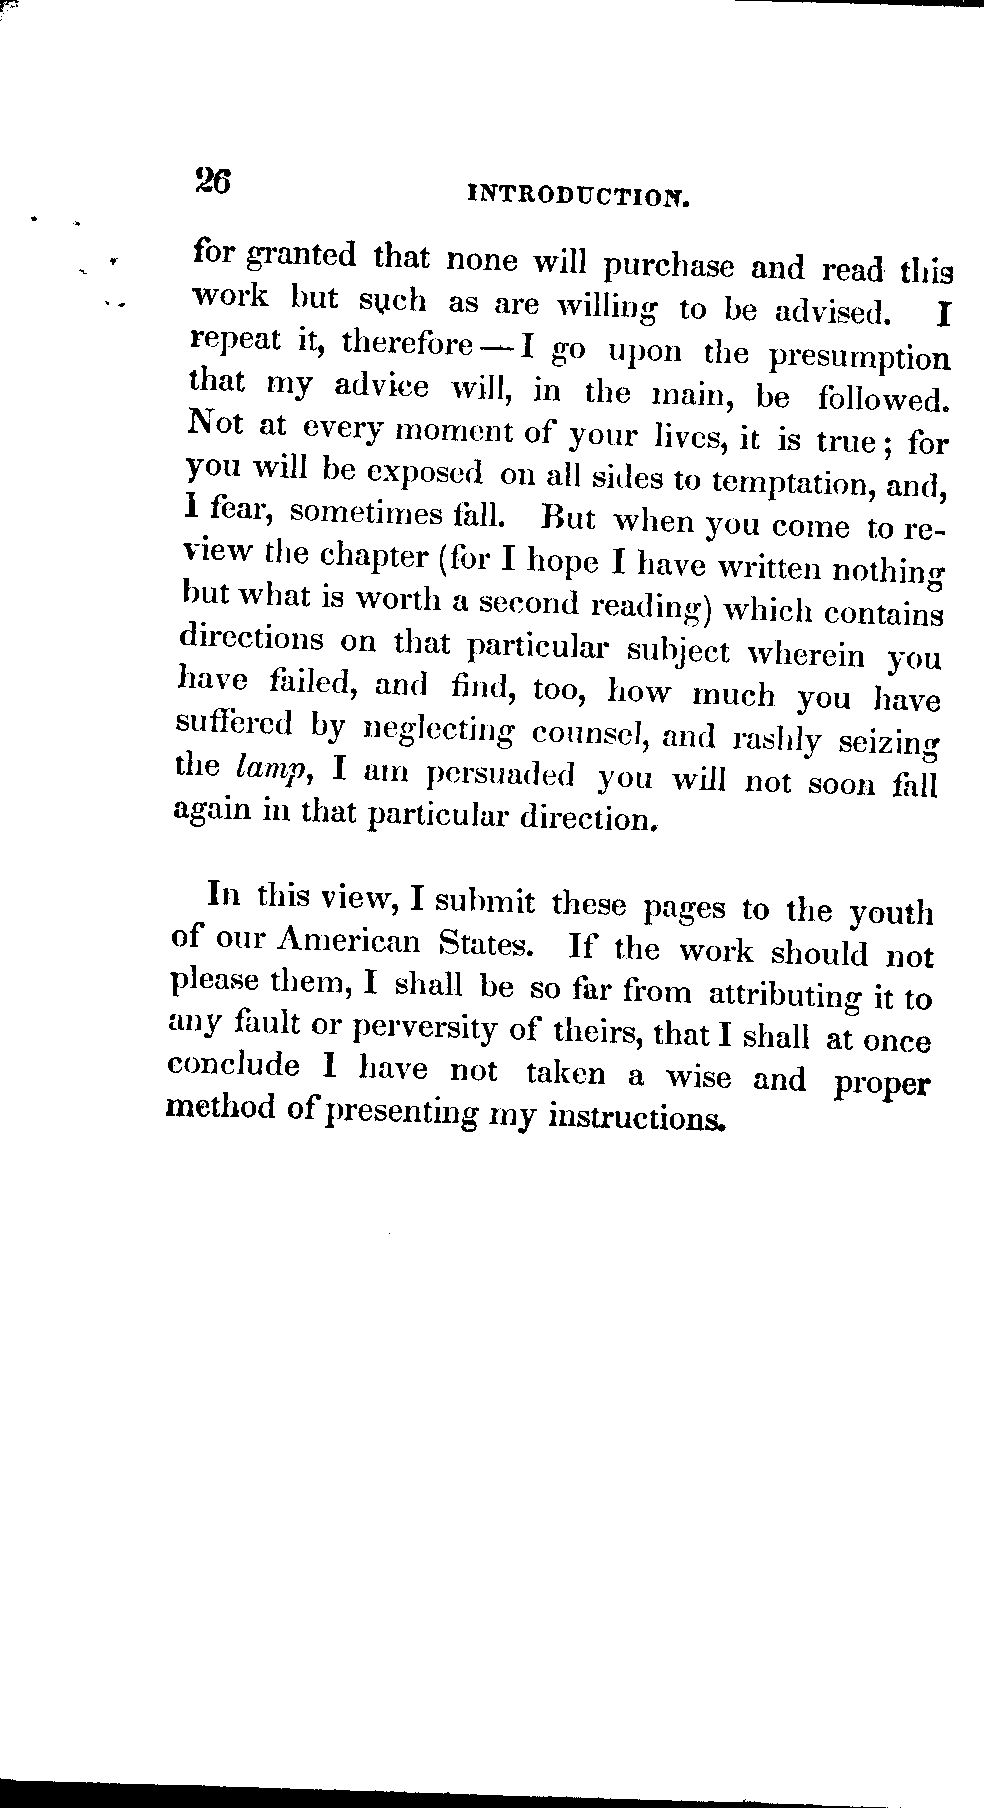 26
INTRODUCTION.
for granted that none will purchase and read this
work but such as are willing to be advised. I
repeat it, therefore — I go upon the presumption
that my advice will, in the main, be followed.
Not at every moment of your lives, it is true; for
you will be exposed on all sides to temptation, and,
I fear, sometimes fall. But when you come to re-
view the chapter (for I hope I have written nothing
but what is worth a second reading) which contains
directions on that particular subject wherein you
have failed, and find, too, how much you have
suffered by neglecting counsel, and rashly seizing
the lamp, I am persuaded you will not soon fall
again in that particular direction.
In this view, I submit these pages to the youth
of our American States. If the work should not
please them, I shall be so far from attributing it to
any fault or perversity of theirs, that I shall at once
conclude I have not taken a wise and proper
method of presenting my instructions.